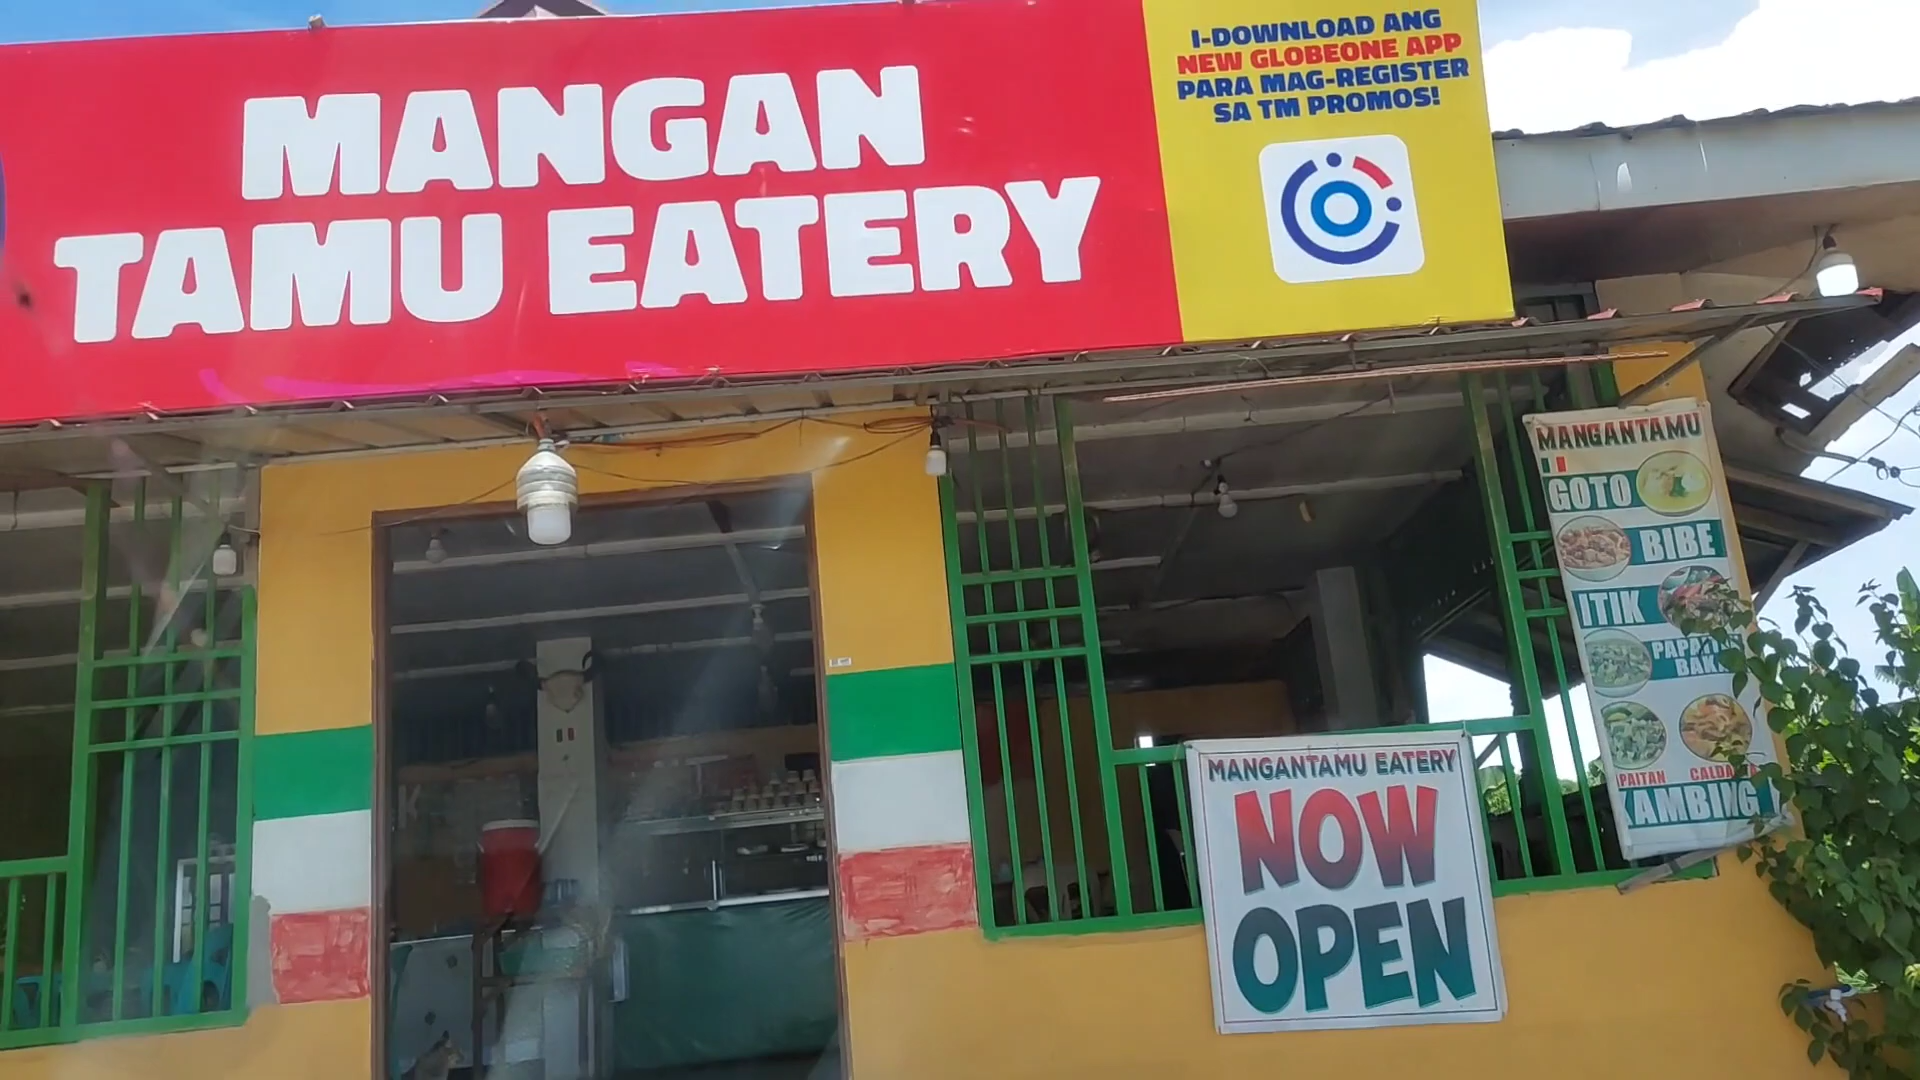 MANGAN
TAMU EATERY
I-DOWNLOAD ANG
NEW GLOBEONE APP
PARA MAG-REGISTER
SA TM PROMOS!
MANGANTAMU
GOTO
BIBE
ITIK
PAITAN
KAMBING
MANGANTAMU EATERY
NOW
OPEN